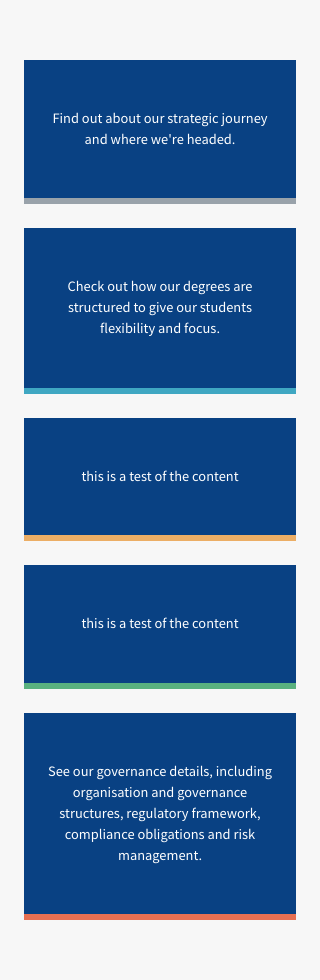 Find out about our strategic journey
and where we're headed.
Check out how our degrees are
structured to give our students
flexibility and focus.
this is a test of the content
this is a test of the content
See our governance details, including
organisation and governance
structures, regulatory framework,
compliance obligations and risk
management.